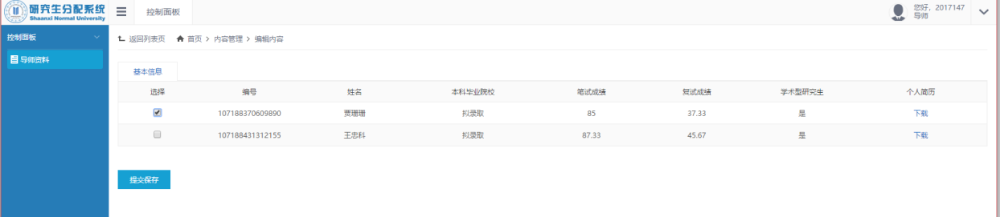 研究生分配系统
Shaanxi Normal University
控制面板
您好，2017147
导师
控制面板
返回列表页 首页 > 内容管理 > 编辑内容
导师资料
基本信息
选择 编号 姓名 本科毕业院校 笔试成绩 复试成绩 学术型研究生 个人简历
107188370609890 贾珊珊 拟录取 85 37.33 是 下载
107188431312155 王忠科 拟录取 87.33 45.67 是 下载
提交保存